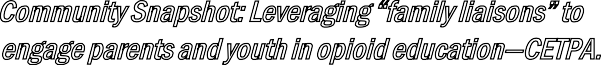 Community Snapshot: Leveraging “family liaisons” to
engage parents and youth in opioid education—CETPA.